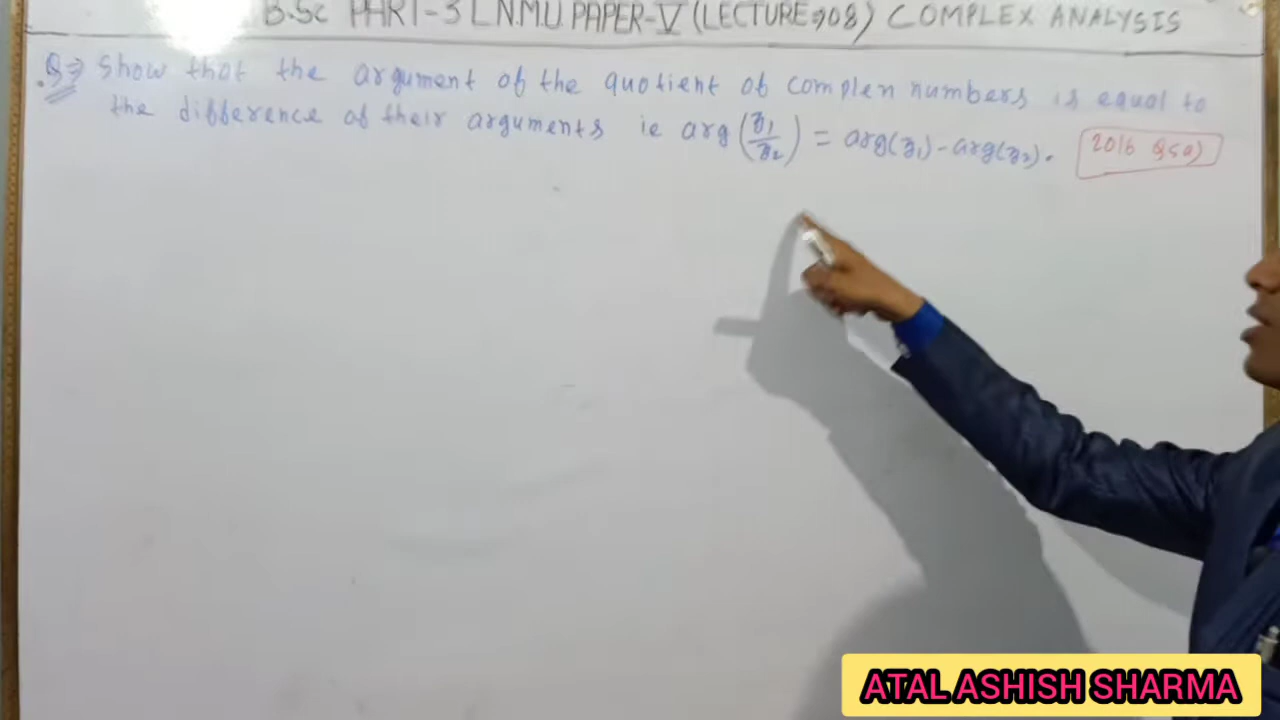 B.Sc PART-3 LNMU PAPER-V (LECTURE⇒08) COMPLEX ANALYSIS
Q⇒ Show that the argument of the quotient of complex numbers is equal to
the difference of their arguments ie arg(z₁/z₂) = arg(z₁) - arg(z₂). 2016 Q5(a)
ATAL ASHISH SHARMA